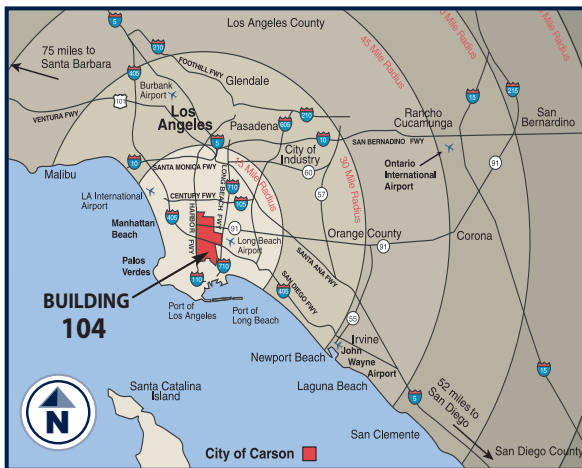 Los Angeles County
45 Mile Radius
Mile Radius
Mile Radius
75 miles to
Santa Barbara
5
210
405
FOOTHILL FWY
Glendale
Burbank
Airport
101
VENTURA FWY
Los
Angeles
Pasadena
605
210
15
215
Rancho
Cucamunga
San
Bernardino
5
10
SAN BERNADINO FWY
City of
Industry
Ontario
International
Airport
91
Malibu
10
SANTA MONICA FWY
15 Mile Radius
30 Mile Radius
60
57
LA International
Airport
CENTURY FWY
LONG BEACH FWY
710
105
405
HARBOR FWY
91
Manhattan
Beach
Long Beach
Airport
Orange County
91
Corona
Palos
Verdes
SANTA ANA FWY
110
710
405
SAN DIEGO FWY
BUILDING
104
Port of
Los Angeles
Port of
Long Beach
55
Irvine
John
Wayne
Airport
Newport Beach
Laguna Beach
15
5
52 miles to
San Diego
Santa Catalina
Island
N
San Clemente
City of Carson
San Diego County